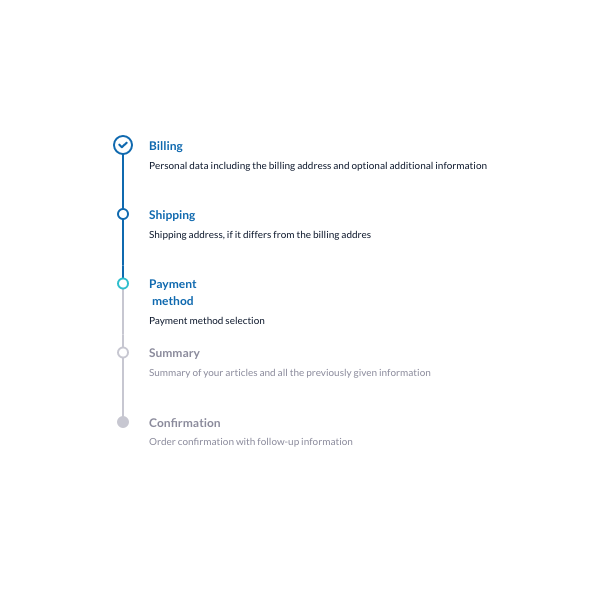 Billing
Personal data including the billing address and optional additional information
Shipping
Shipping address, if it differs from the billing addres
Payment
method
Payment method selection
Summary
Summary of your articles and all the previously given information
Confirmation
Order confirmation with follow-up information